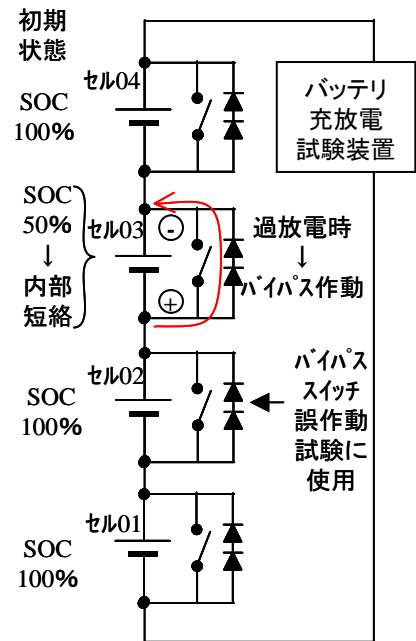 初期
状態
セル04
SOC
100%
バッテリ
充放電
試験装置
SOC
50%
↓
内部
短絡
セル03
-
+
過放電時
↓
バイパス作動
セル02
SOC
100%
バイパス
スイッチ
誤作動
試験に
使用
セル01
SOC
100%